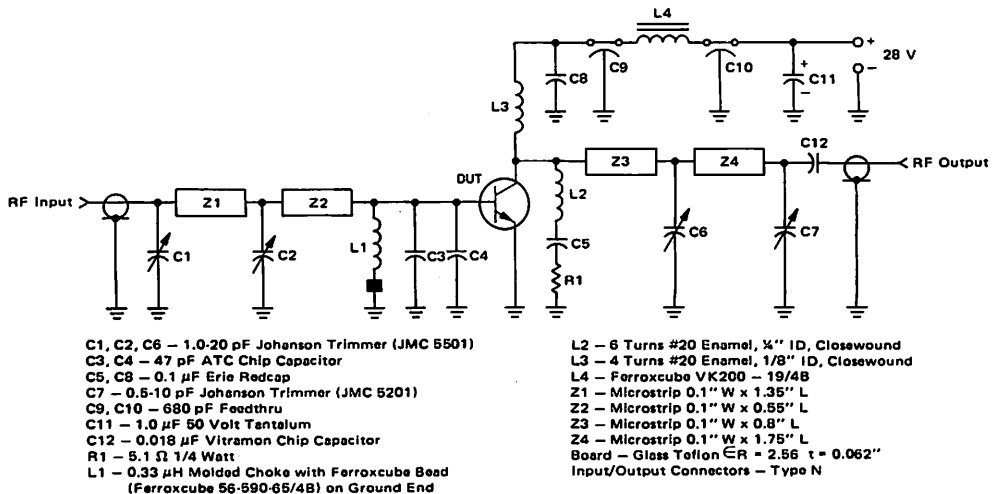 L4
+
28 V
−
C8
C9
C10
+
C11
−
L3
C12
RF Output
DUT
Z3
Z4
RF Input
Z1
Z2
L2
L1
C1
C2
C3
C4
C5
C6
C7
R1
C1, C2, C6 — 1.0-20 pF Johanson Trimmer (JMC 5501)
C3, C4 — 47 pF ATC Chip Capacitor
C5, C8 — 0.1 μF Erie Redcap
C7 — 0.5-10 pF Johanson Trimmer (JMC 5201)
C9, C10 — 680 pF Feedthru
C11 — 1.0 μF 50 Volt Tantalum
C12 — 0.018 μF Vitramon Chip Capacitor
R1 — 5.1 Ω 1/4 Watt
L1 — 0.33 μH Molded Choke with Ferroxcube Bead
(Ferroxcube 56-590-65/4B) on Ground End
L2 — 6 Turns #20 Enamel, ¼" ID, Closewound
L3 — 4 Turns #20 Enamel, 1/8" ID, Closewound
L4 — Ferroxcube VK200 — 19/4B
Z1 — Microstrip 0.1" W x 1.35" L
Z2 — Microstrip 0.1" W x 0.55" L
Z3 — Microstrip 0.1" W x 0.8" L
Z4 — Microstrip 0.1" W x 1.75" L
Board — Glass Teflon ∈R = 2.56 t = 0.062"
Input/Output Connectors — Type N